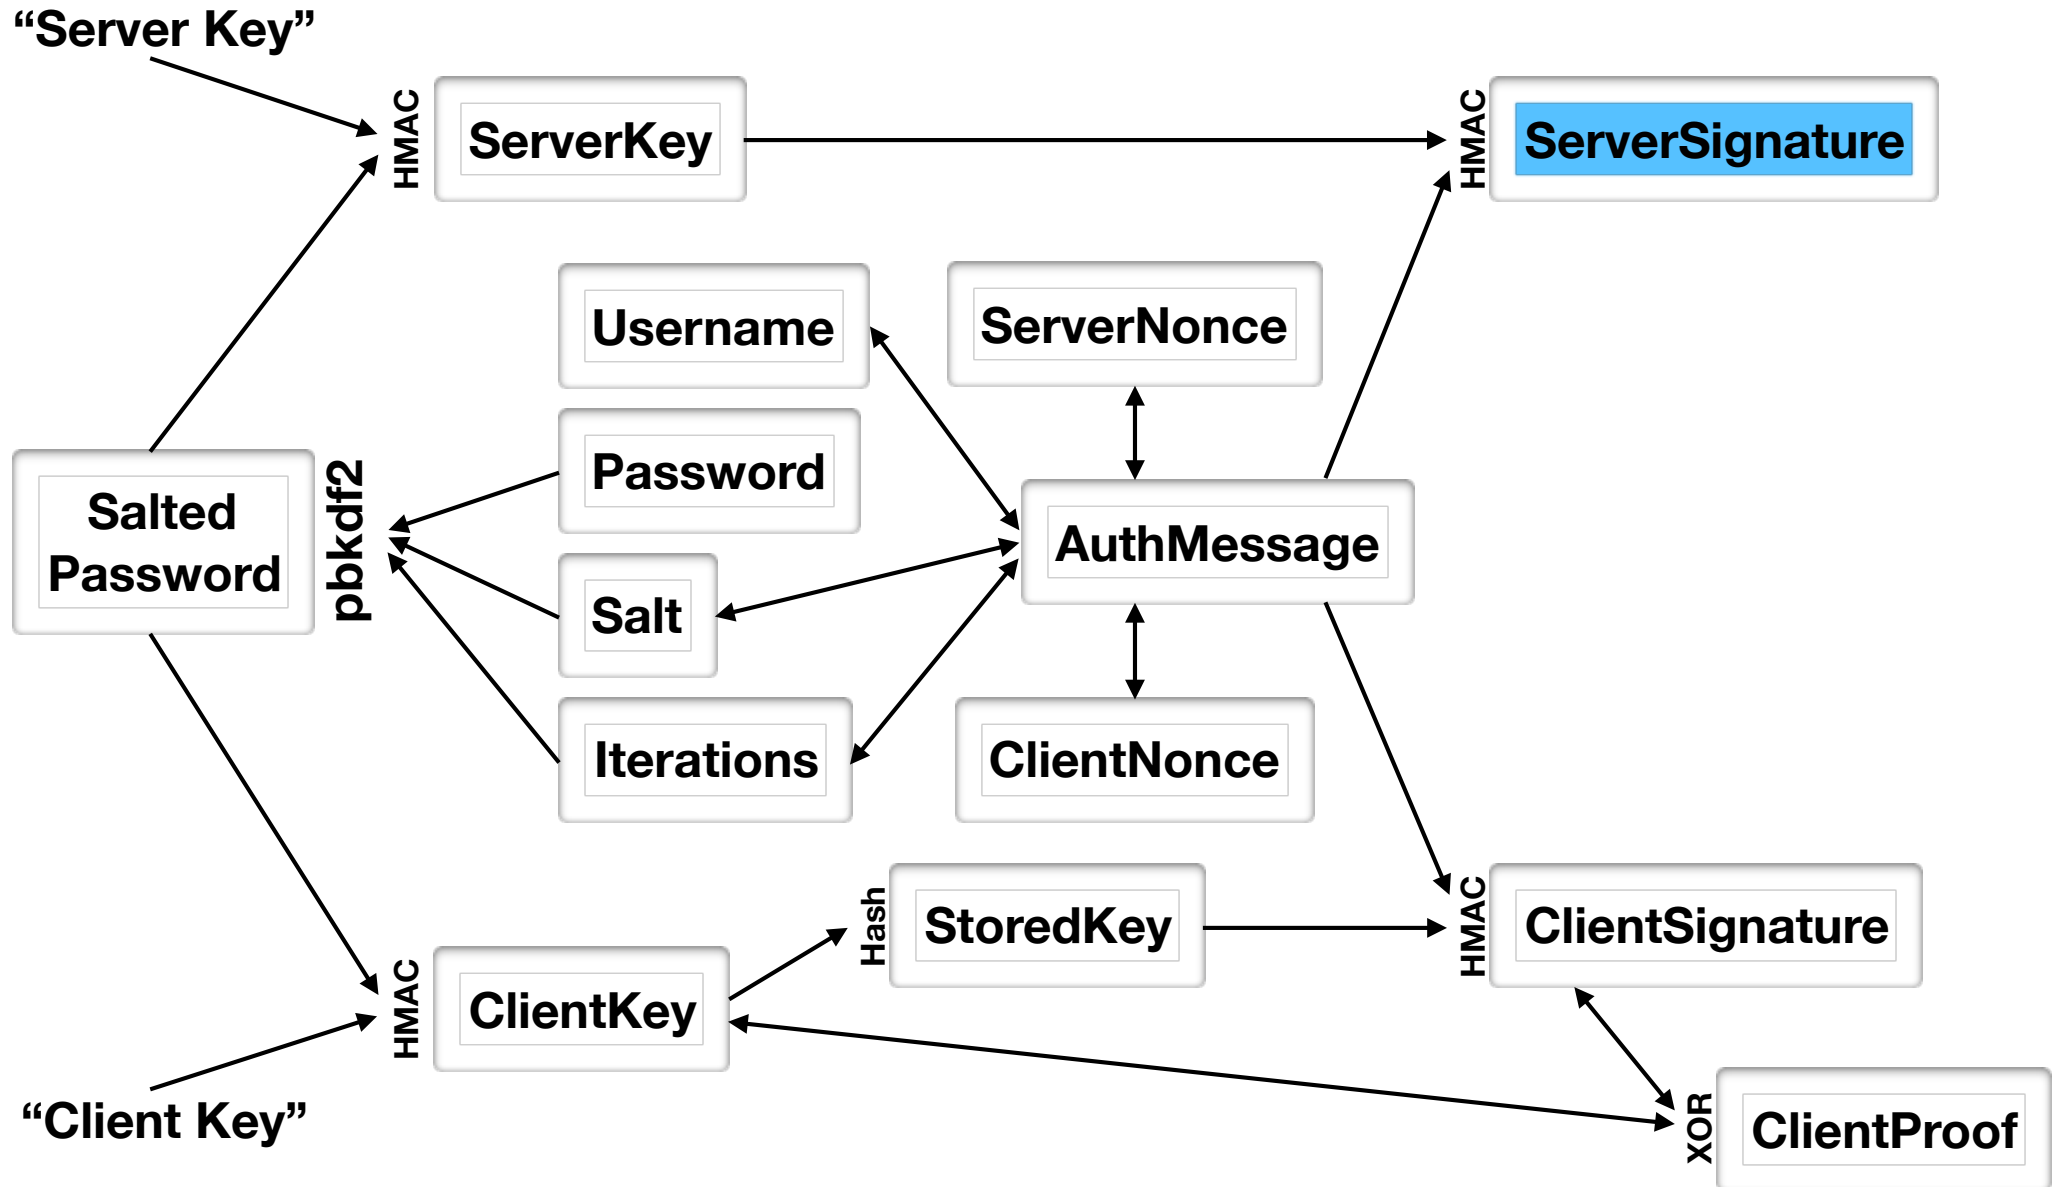 “Server Key”
HMAC
ServerKey
HMAC
ServerSignature
Username
ServerNonce
Password
Salted
Password
pbkdf2
AuthMessage
Salt
Iterations
ClientNonce
Hash
StoredKey
HMAC
ClientSignature
HMAC
ClientKey
“Client Key”
XOR
ClientProof